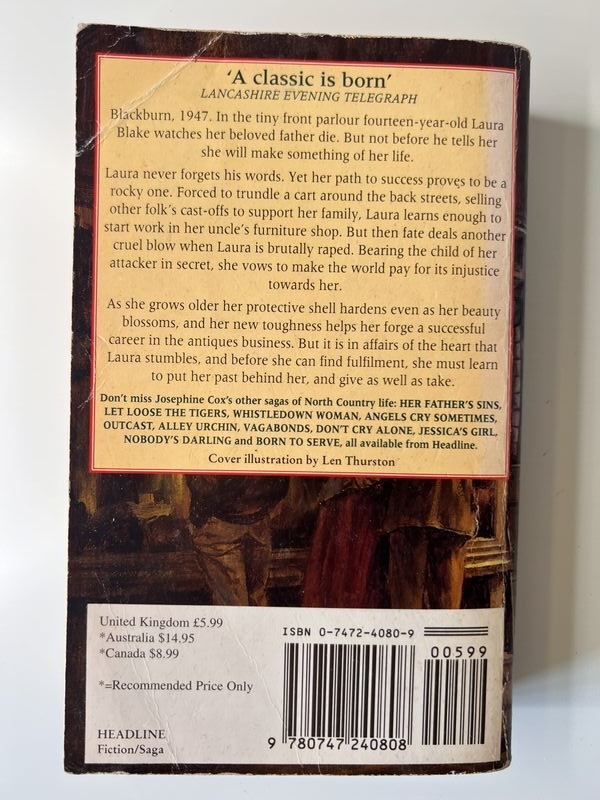 'A classic is born'
LANCASHIRE EVENING TELEGRAPH
Blackburn, 1947. In the tiny front parlour fourteen-year-old Laura
Blake watches her beloved father die. But not before he tells her
she will make something of her life.
Laura never forgets his words. Yet her path to success proves to be a
rocky one. Forced to trundle a cart around the back streets, selling
other folk's cast-offs to support her family, Laura learns enough to
start work in her uncle's furniture shop. But then fate deals another
cruel blow when Laura is brutally raped. Bearing the child of her
attacker in secret, she vows to make the world pay for its injustice
towards her.
As she grows older her protective shell hardens even as her beauty
blossoms, and her new toughness helps her forge a successful
career in the antiques business. But it is in affairs of the heart that
Laura stumbles, and before she can find fulfilment, she must learn
to put her past behind her, and give as well as take.
Don't miss Josephine Cox's other sagas of North Country life: HER FATHER'S SINS,
LET LOOSE THE TIGERS, WHISTLEDOWN WOMAN, ANGELS CRY SOMETIMES,
OUTCAST, ALLEY URCHIN, VAGABONDS, DON'T CRY ALONE, JESSICA'S GIRL,
NOBODY'S DARLING and BORN TO SERVE, all available from Headline.
Cover illustration by Len Thurston
United Kingdom £5.99
*Australia $14.95
*Canada $8.99
*=Recommended Price Only
HEADLINE
Fiction/Saga
ISBN 0-7472-4080-9
00599
9 780747 240808